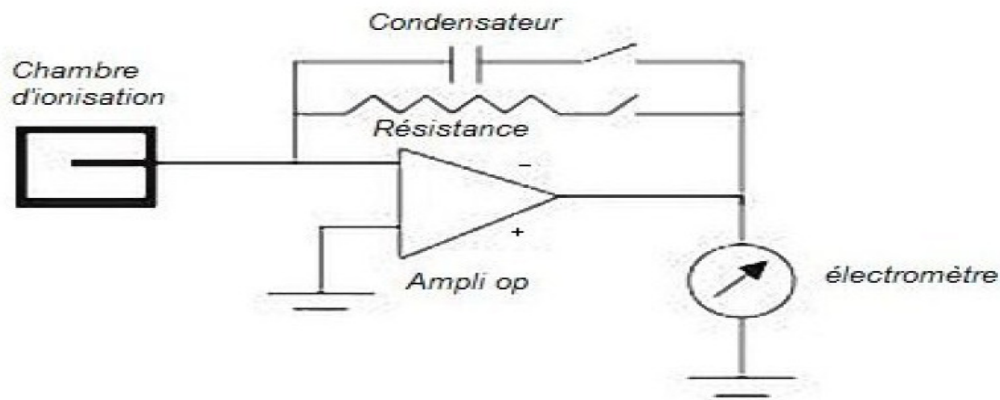 Condensateur
Chambre
d'ionisation
Résistance
−
+
Ampli op
électromètre